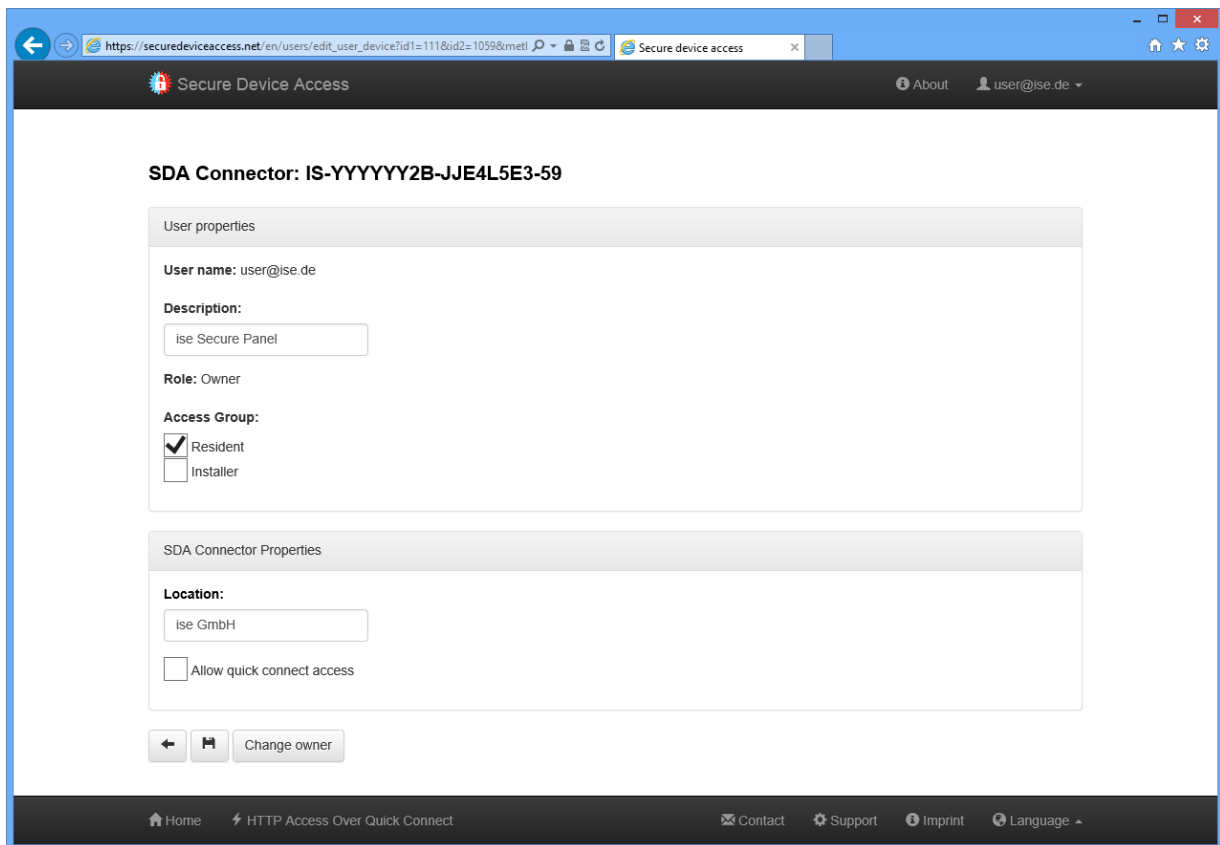 https://securedeviceaccess.net/en/users/edit_user_device?id1=111&id2=1059&met
Secure device access
Secure Device Access
About
user@ise.de
SDA Connector: IS-YYYYYY2B-JJE4L5E3-59
User properties
User name: user@ise.de
Description:
ise Secure Panel
Role: Owner
Access Group:
Resident
Installer
SDA Connector Properties
Location:
ise GmbH
Allow quick connect access
Change owner
Home
HTTP Access Over Quick Connect
Contact
Support
Imprint
Language